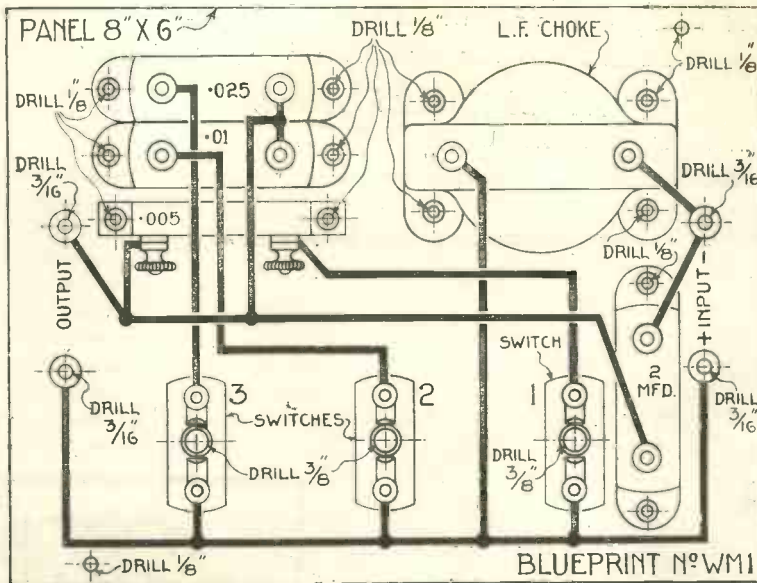 PANEL 8" X 6"
DRILL 1/8"
L.F. CHOKE
DRILL 1/8"
DRILL 1/8"
.025
.01
DRILL 3/16"
.005
DRILL 3/16"
DRILL 1/8"
OUTPUT
+ INPUT -
SWITCH
2 MFD.
DRILL 3/16"
3
SWITCHES
2
1
DRILL 3/16"
DRILL 3/8"
DRILL 3/8"
DRILL 1/8"
BLUEPRINT Nº WM1